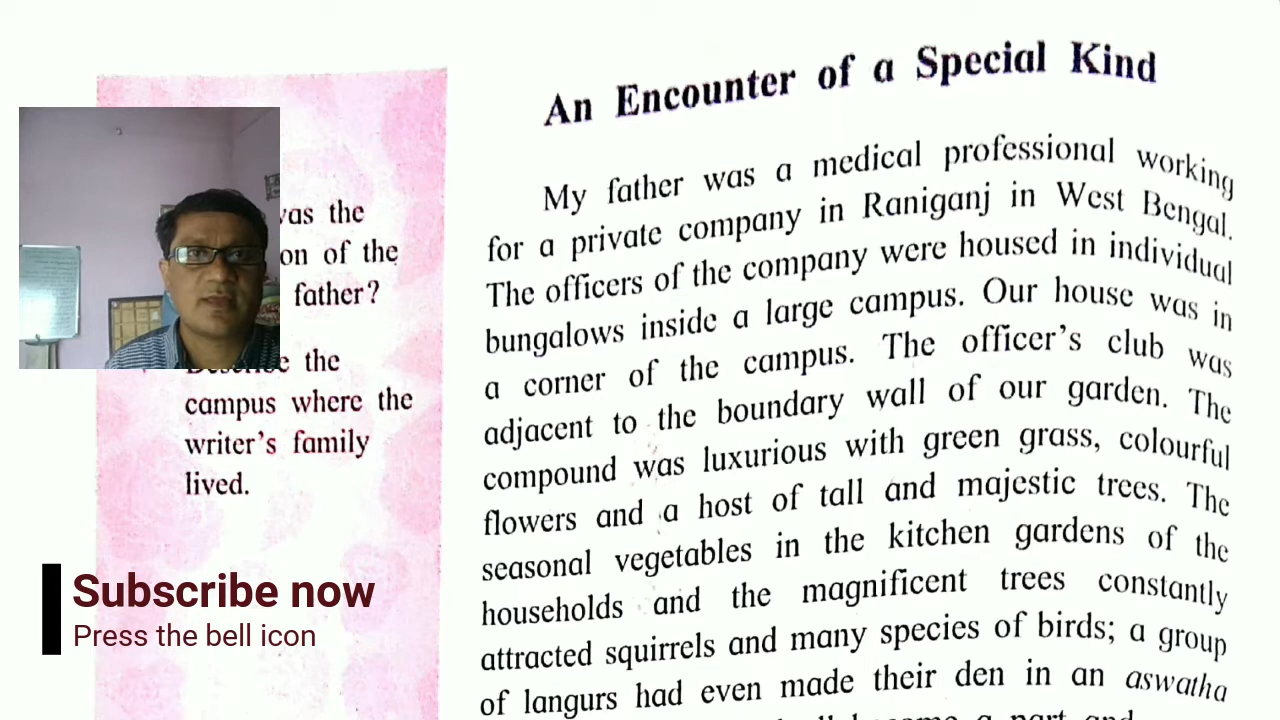 An Encounter of a Special Kind
My father was a medical professional working
for a private company in Raniganj in West Bengal.
The officers of the company were housed in individual
bungalows inside a large campus. Our house was in
a corner of the campus. The officer's club was
adjacent to the boundary wall of our garden. The
compound was luxurious with green grass, colourful
flowers and a host of tall and majestic trees. The
seasonal vegetables in the kitchen gardens of the
households and the magnificent trees constantly
attracted squirrels and many species of birds; a group
of langurs had even made their den in an aswatha
a part and
the
of the
father?
Describe the
campus where the
writer's family
lived.
Subscribe now
Press the bell icon